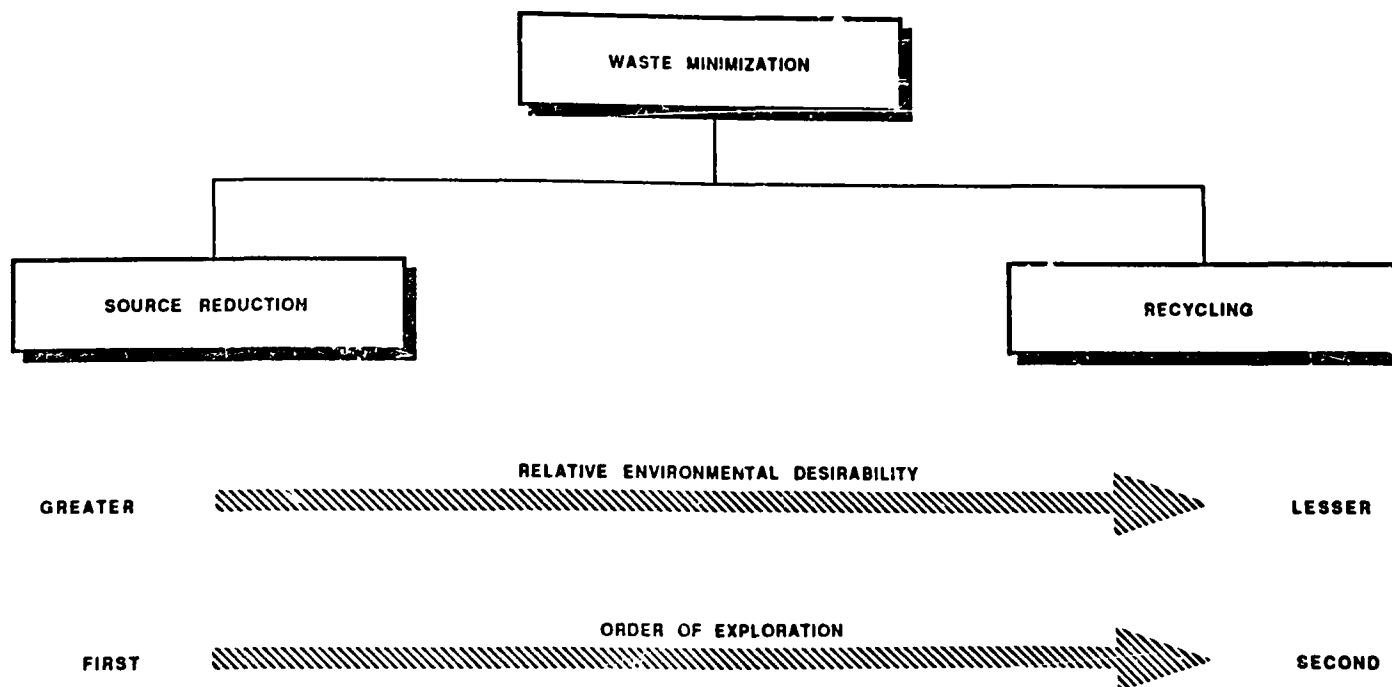 WASTE MINIMIZATION
SOURCE REDUCTION
RECYCLING
RELATIVE ENVIRONMENTAL DESIRABILITY
GREATER
LESSER
ORDER OF EXPLORATION
FIRST
SECOND